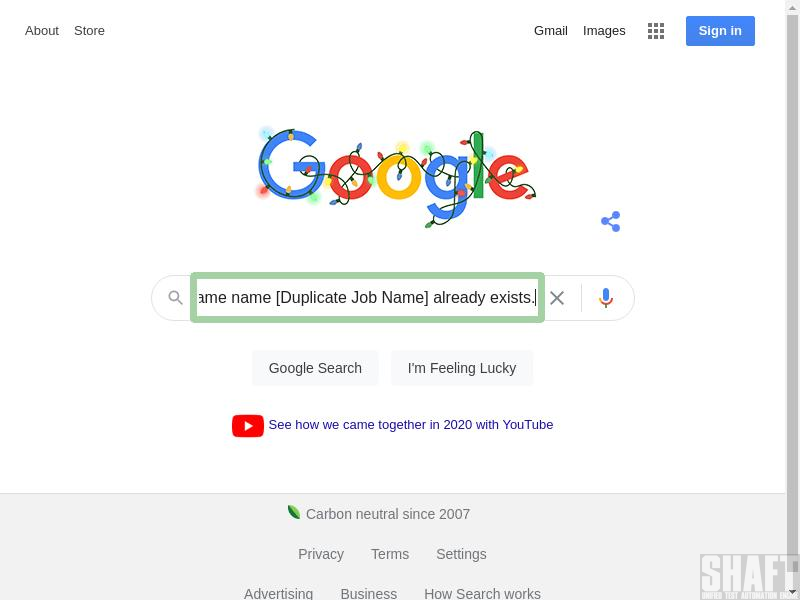 About Store
Gmail Images
Sign in
Google
ame name [Duplicate Job Name] already exists.
Google Search
I'm Feeling Lucky
See how we came together in 2020 with YouTube
Carbon neutral since 2007
Privacy Terms Settings
Advertising Business How Search works
SHAFT